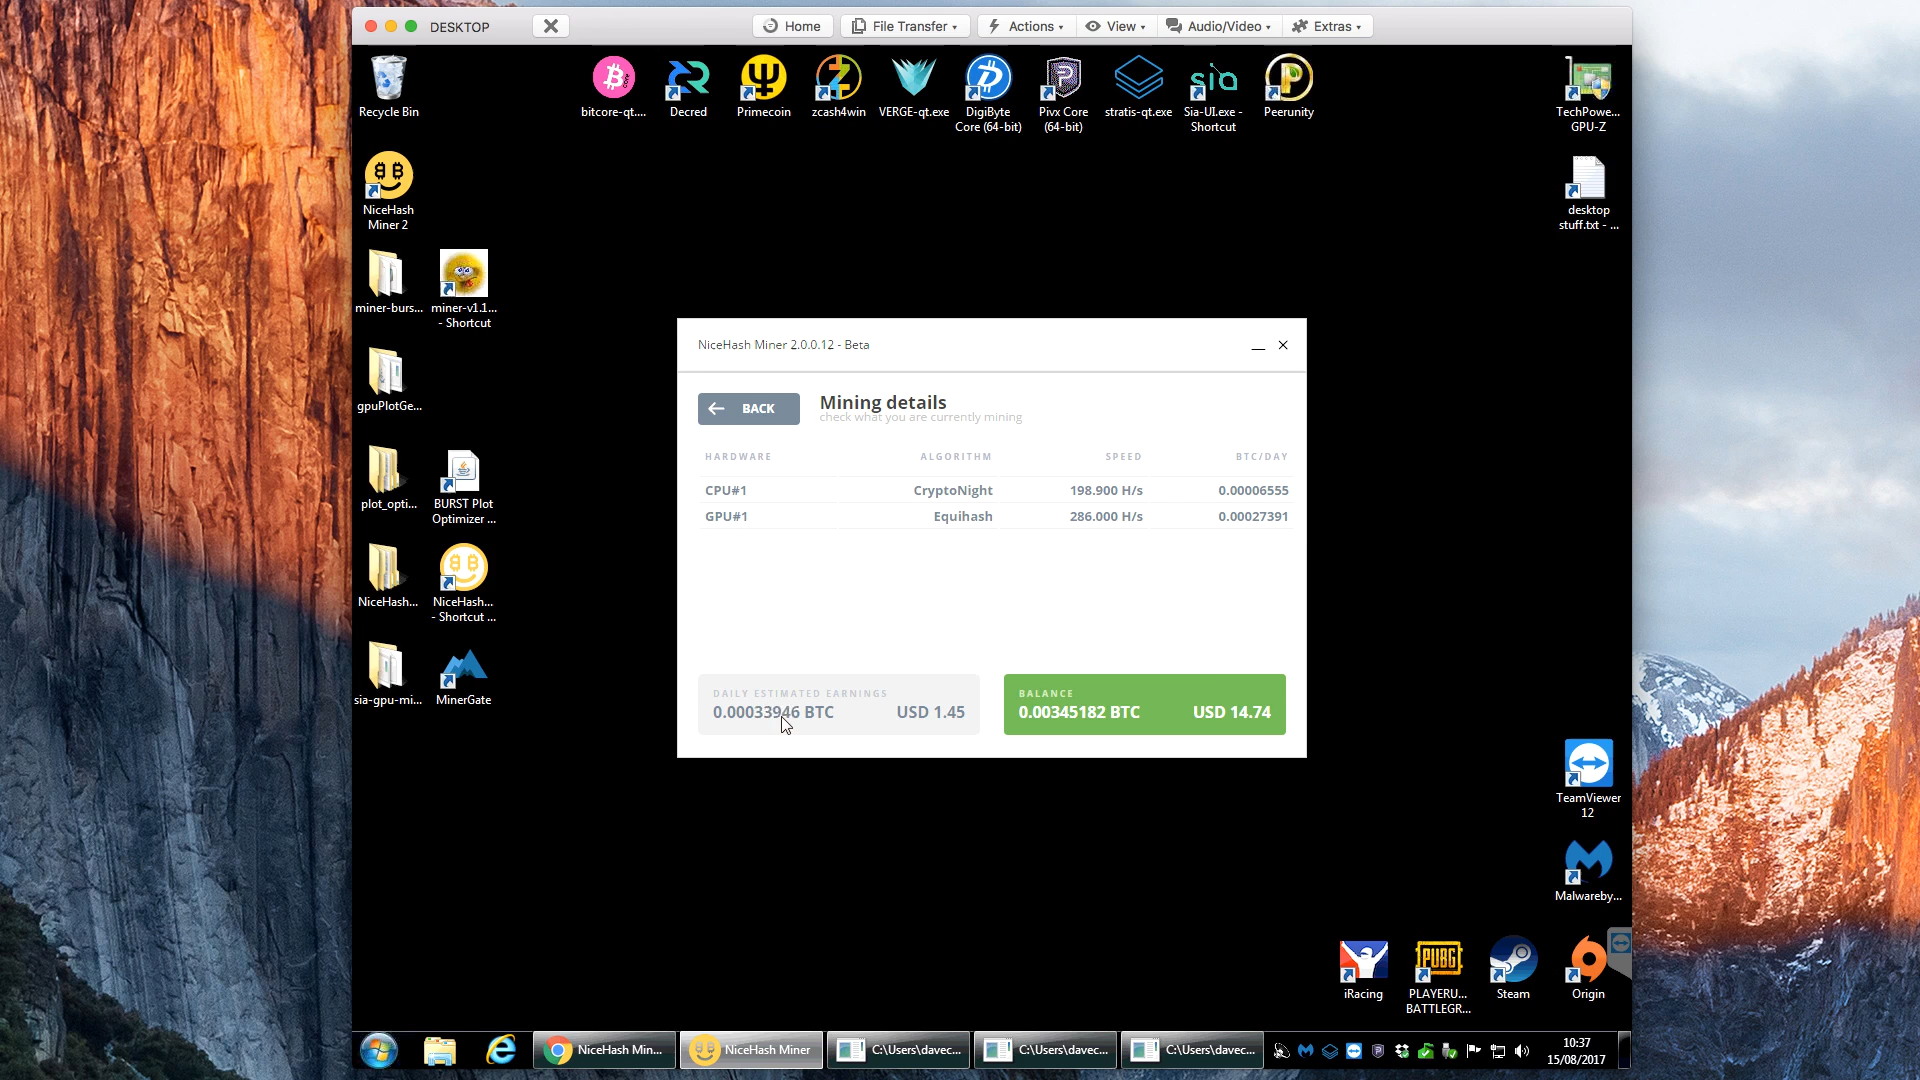 DESKTOP
Home
File Transfer
Actions
View
Audio/Video
Extras
Recycle Bin
bitcore-qt....
Decred
Primecoin
zcash4win
VERGE-qt.exe
DigiByte
Core (64-bit)
Pivx Core
(64-bit)
stratis-qt.exe
Sia-UI.exe -
Shortcut
Peerunity
TechPowe...
GPU-Z
NiceHash
Miner 2
desktop
stuff.txt - ...
miner-burs...
miner-v1.1...
- Shortcut
gpuPlotGe...
plot_opti...
BURST Plot
Optimizer ...
NiceHash...
NiceHash...
- Shortcut ...
sia-gpu-mi...
MinerGate
NiceHash Miner 2.0.0.12 - Beta
BACK
Mining details
check what you are currently mining
HARDWARE ALGORITHM SPEED BTC/DAY
CPU#1 CryptoNight 198.900 H/s 0.00006555
GPU#1 Equihash 286.000 H/s 0.00027391
DAILY ESTIMATED EARNINGS
0.00033946 BTC USD 1.45
BALANCE
0.00345182 BTC USD 14.74
TeamViewer
12
Malwareby...
PUBG
iRacing
PLAYERU...
BATTLEGR...
Steam
Origin
NiceHash Min...
NiceHash Miner
C:\Users\davec...
C:\Users\davec...
C:\Users\davec...
10:37
15/08/2017